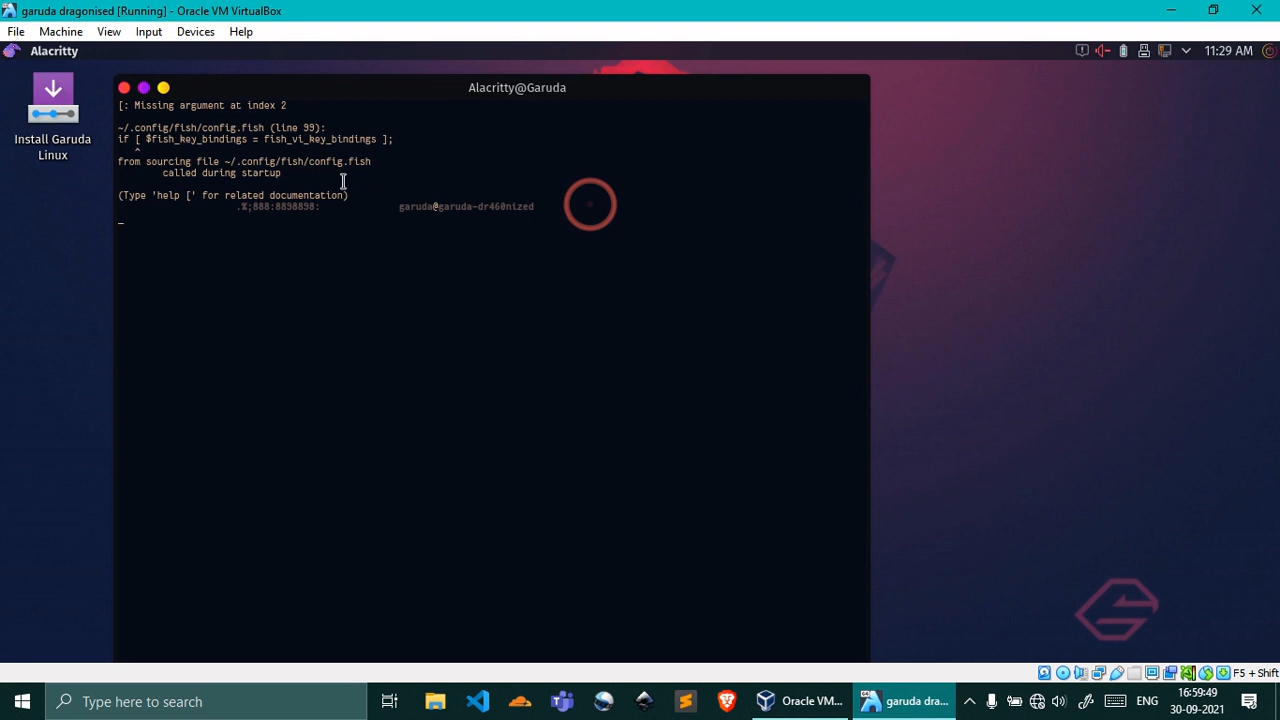 garuda dragonised [Running] - Oracle VM VirtualBox
File Machine View Input Devices Help
Alacritty
11:29 AM
Install Garuda
Linux
Alacritty@Garuda
[: Missing argument at index 2
~/.config/fish/config.fish (line 99):
if [ $fish_key_bindings = fish_vi_key_bindings ];
^
from sourcing file ~/.config/fish/config.fish
called during startup
(Type 'help [' for related documentation)
.%;888:8898898:
garuda@garuda-dr460nized
_
F5 + Shift
Type here to search
Oracle VM...
garuda dra...
ENG
16:59:49
30-09-2021